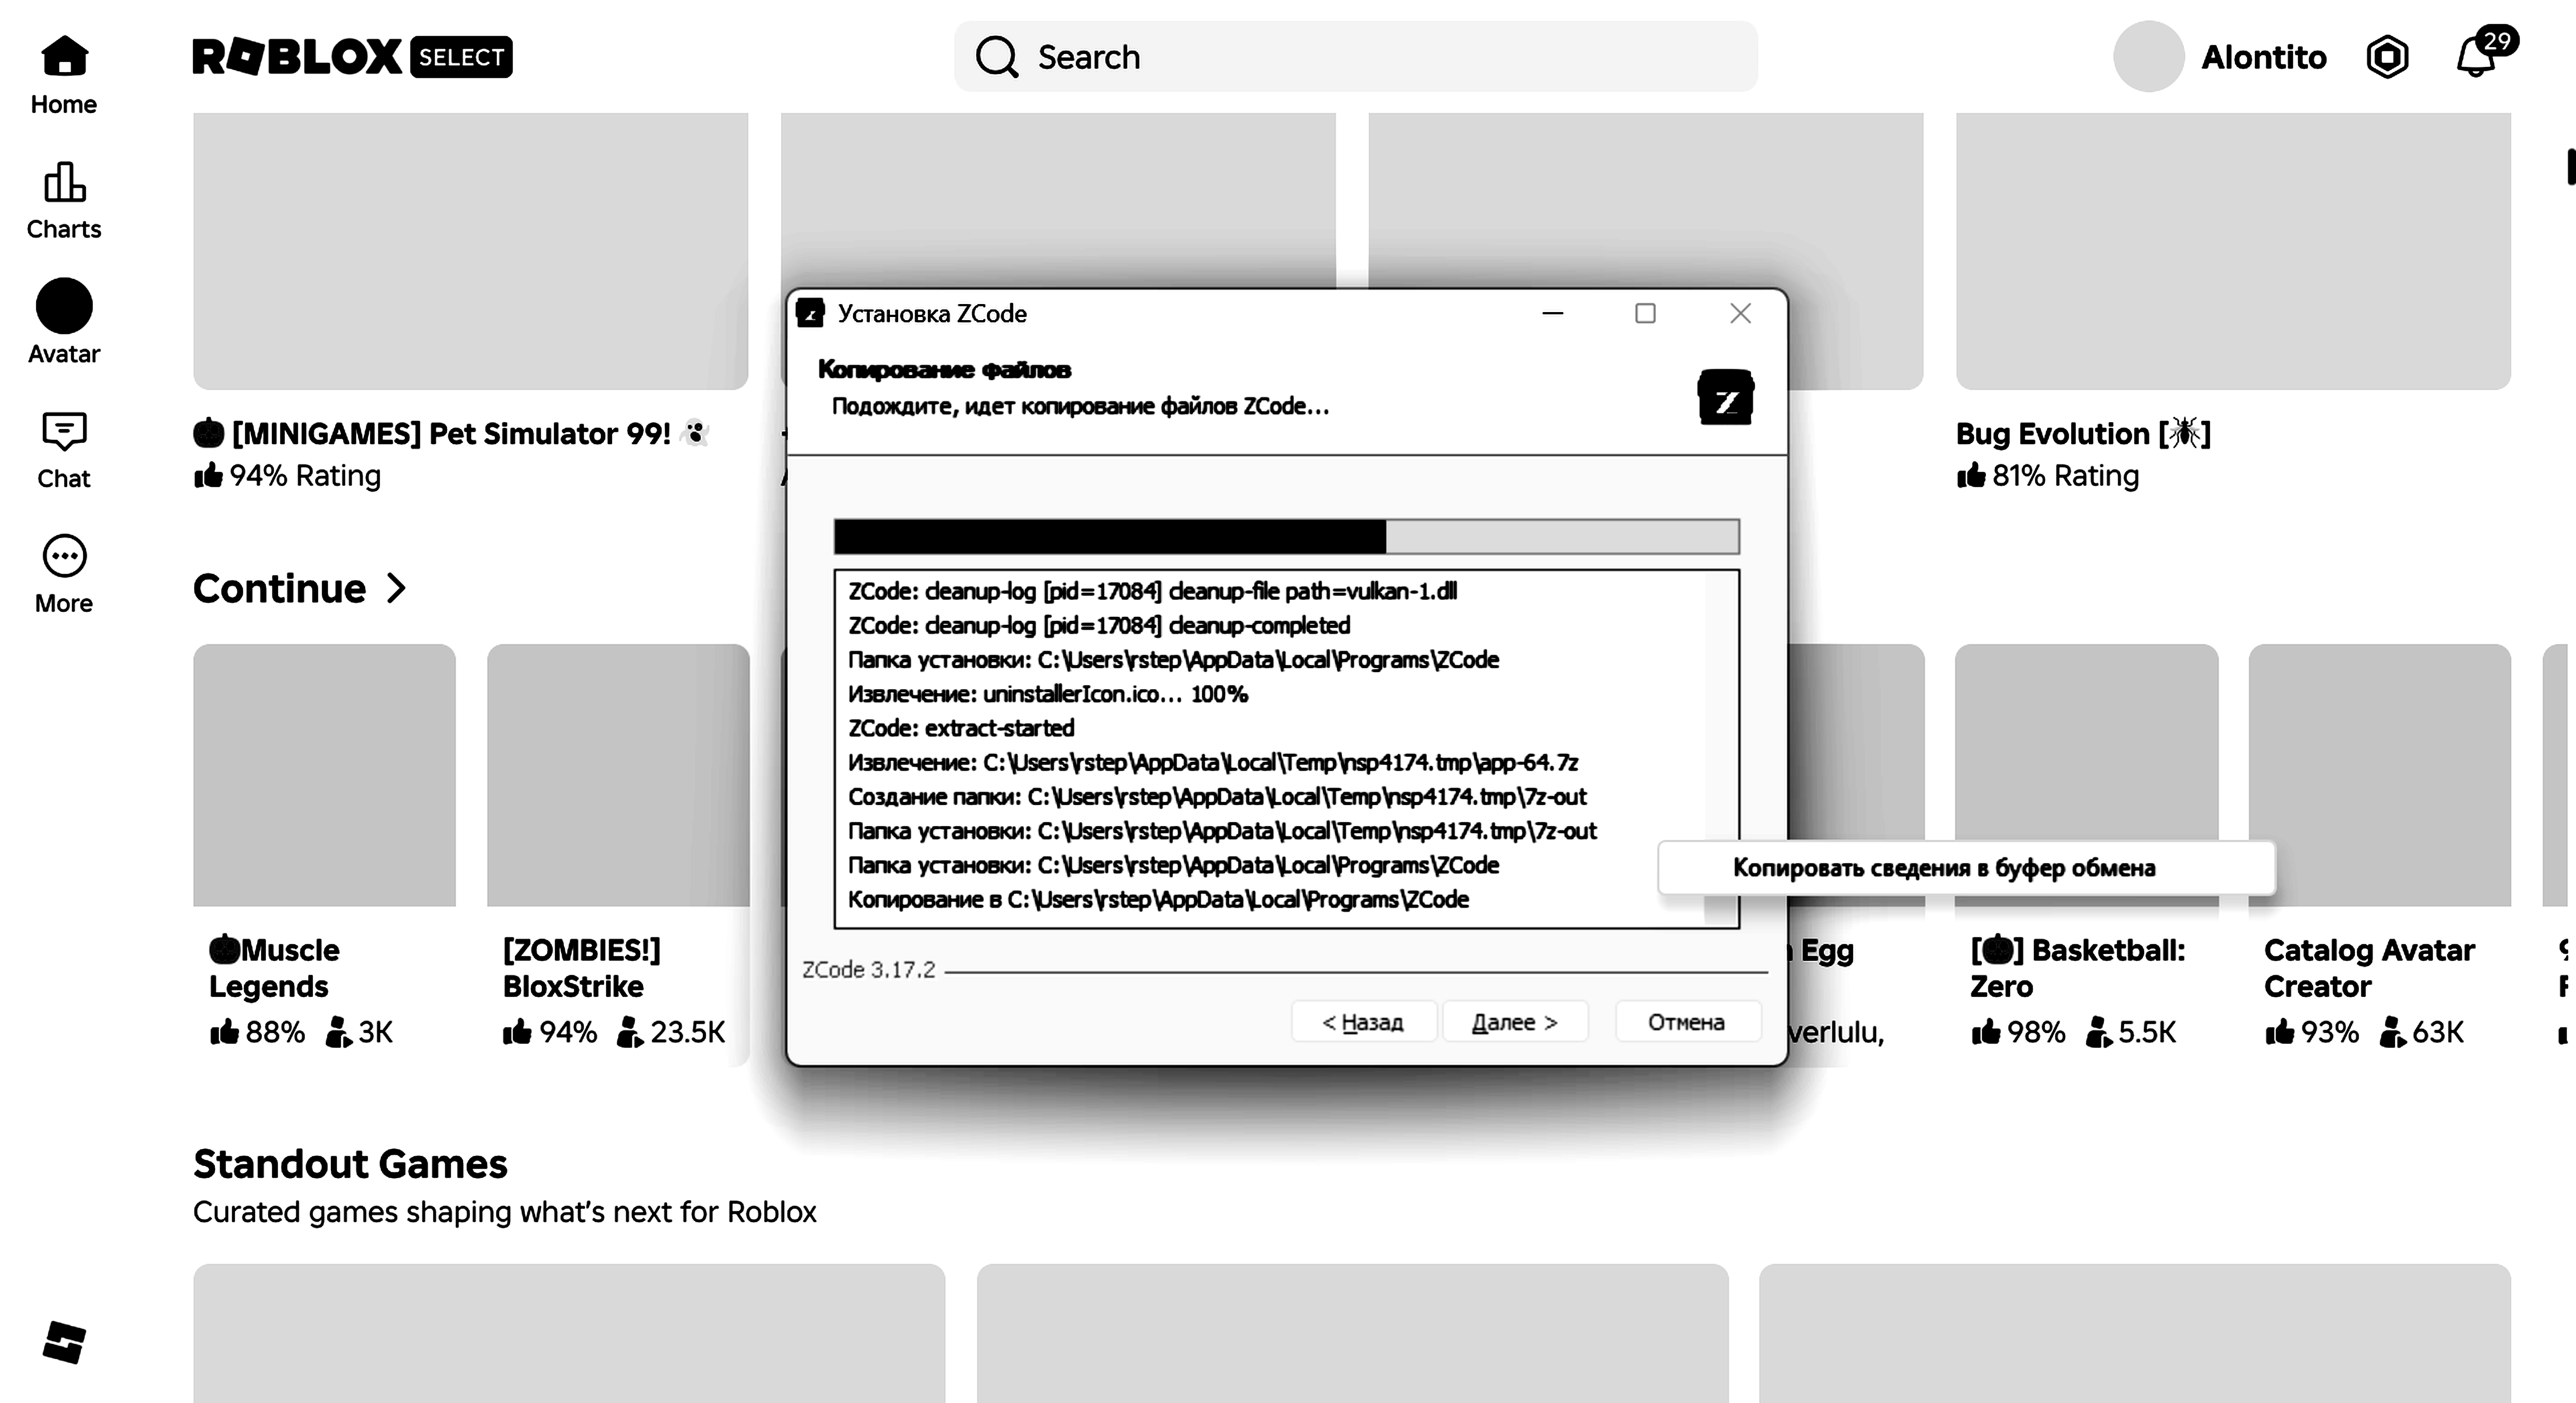 Home
Charts
Avatar
Chat
More
ROBLOX SELECT
Search
Alontito
29
[MINIGAMES] Pet Simulator 99!
94% Rating
Bug Evolution []
81% Rating
Continue
Установка ZCode
Копирование файлов
Подождите, идет копирование файлов ZCode...
ZCode: cleanup-log [pid=17084] cleanup-file path=vulkan-1.dll
ZCode: cleanup-log [pid=17084] cleanup-completed
Папка установки: C:\Users\rstep\AppData\Local\Programs\ZCode
Извлечение: uninstallerIcon.ico... 100%
ZCode: extract-started
Извлечение: C:\Users\rstep\AppData\Local\Temp\nsp4174.tmp\app-64.7z
Создание папки: C:\Users\rstep\AppData\Local\Temp\nsp4174.tmp\7z-out
Папка установки: C:\Users\rstep\AppData\Local\Temp\nsp4174.tmp\7z-out
Папка установки: C:\Users\rstep\AppData\Local\Programs\ZCode
Копирование в C:\Users\rstep\AppData\Local\Programs\ZCode
Копировать сведения в буфер обмена
ZCode 3.17.2
< Назад
Далее >
Отмена
Muscle
Legends
88% 3K
[ZOMBIES!]
BloxStrike
94% 23.5K
Egg
verlulu,
[] Basketball:
Zero
98% 5.5K
Catalog Avatar
Creator
93% 63K
Standout Games
Curated games shaping what's next for Roblox